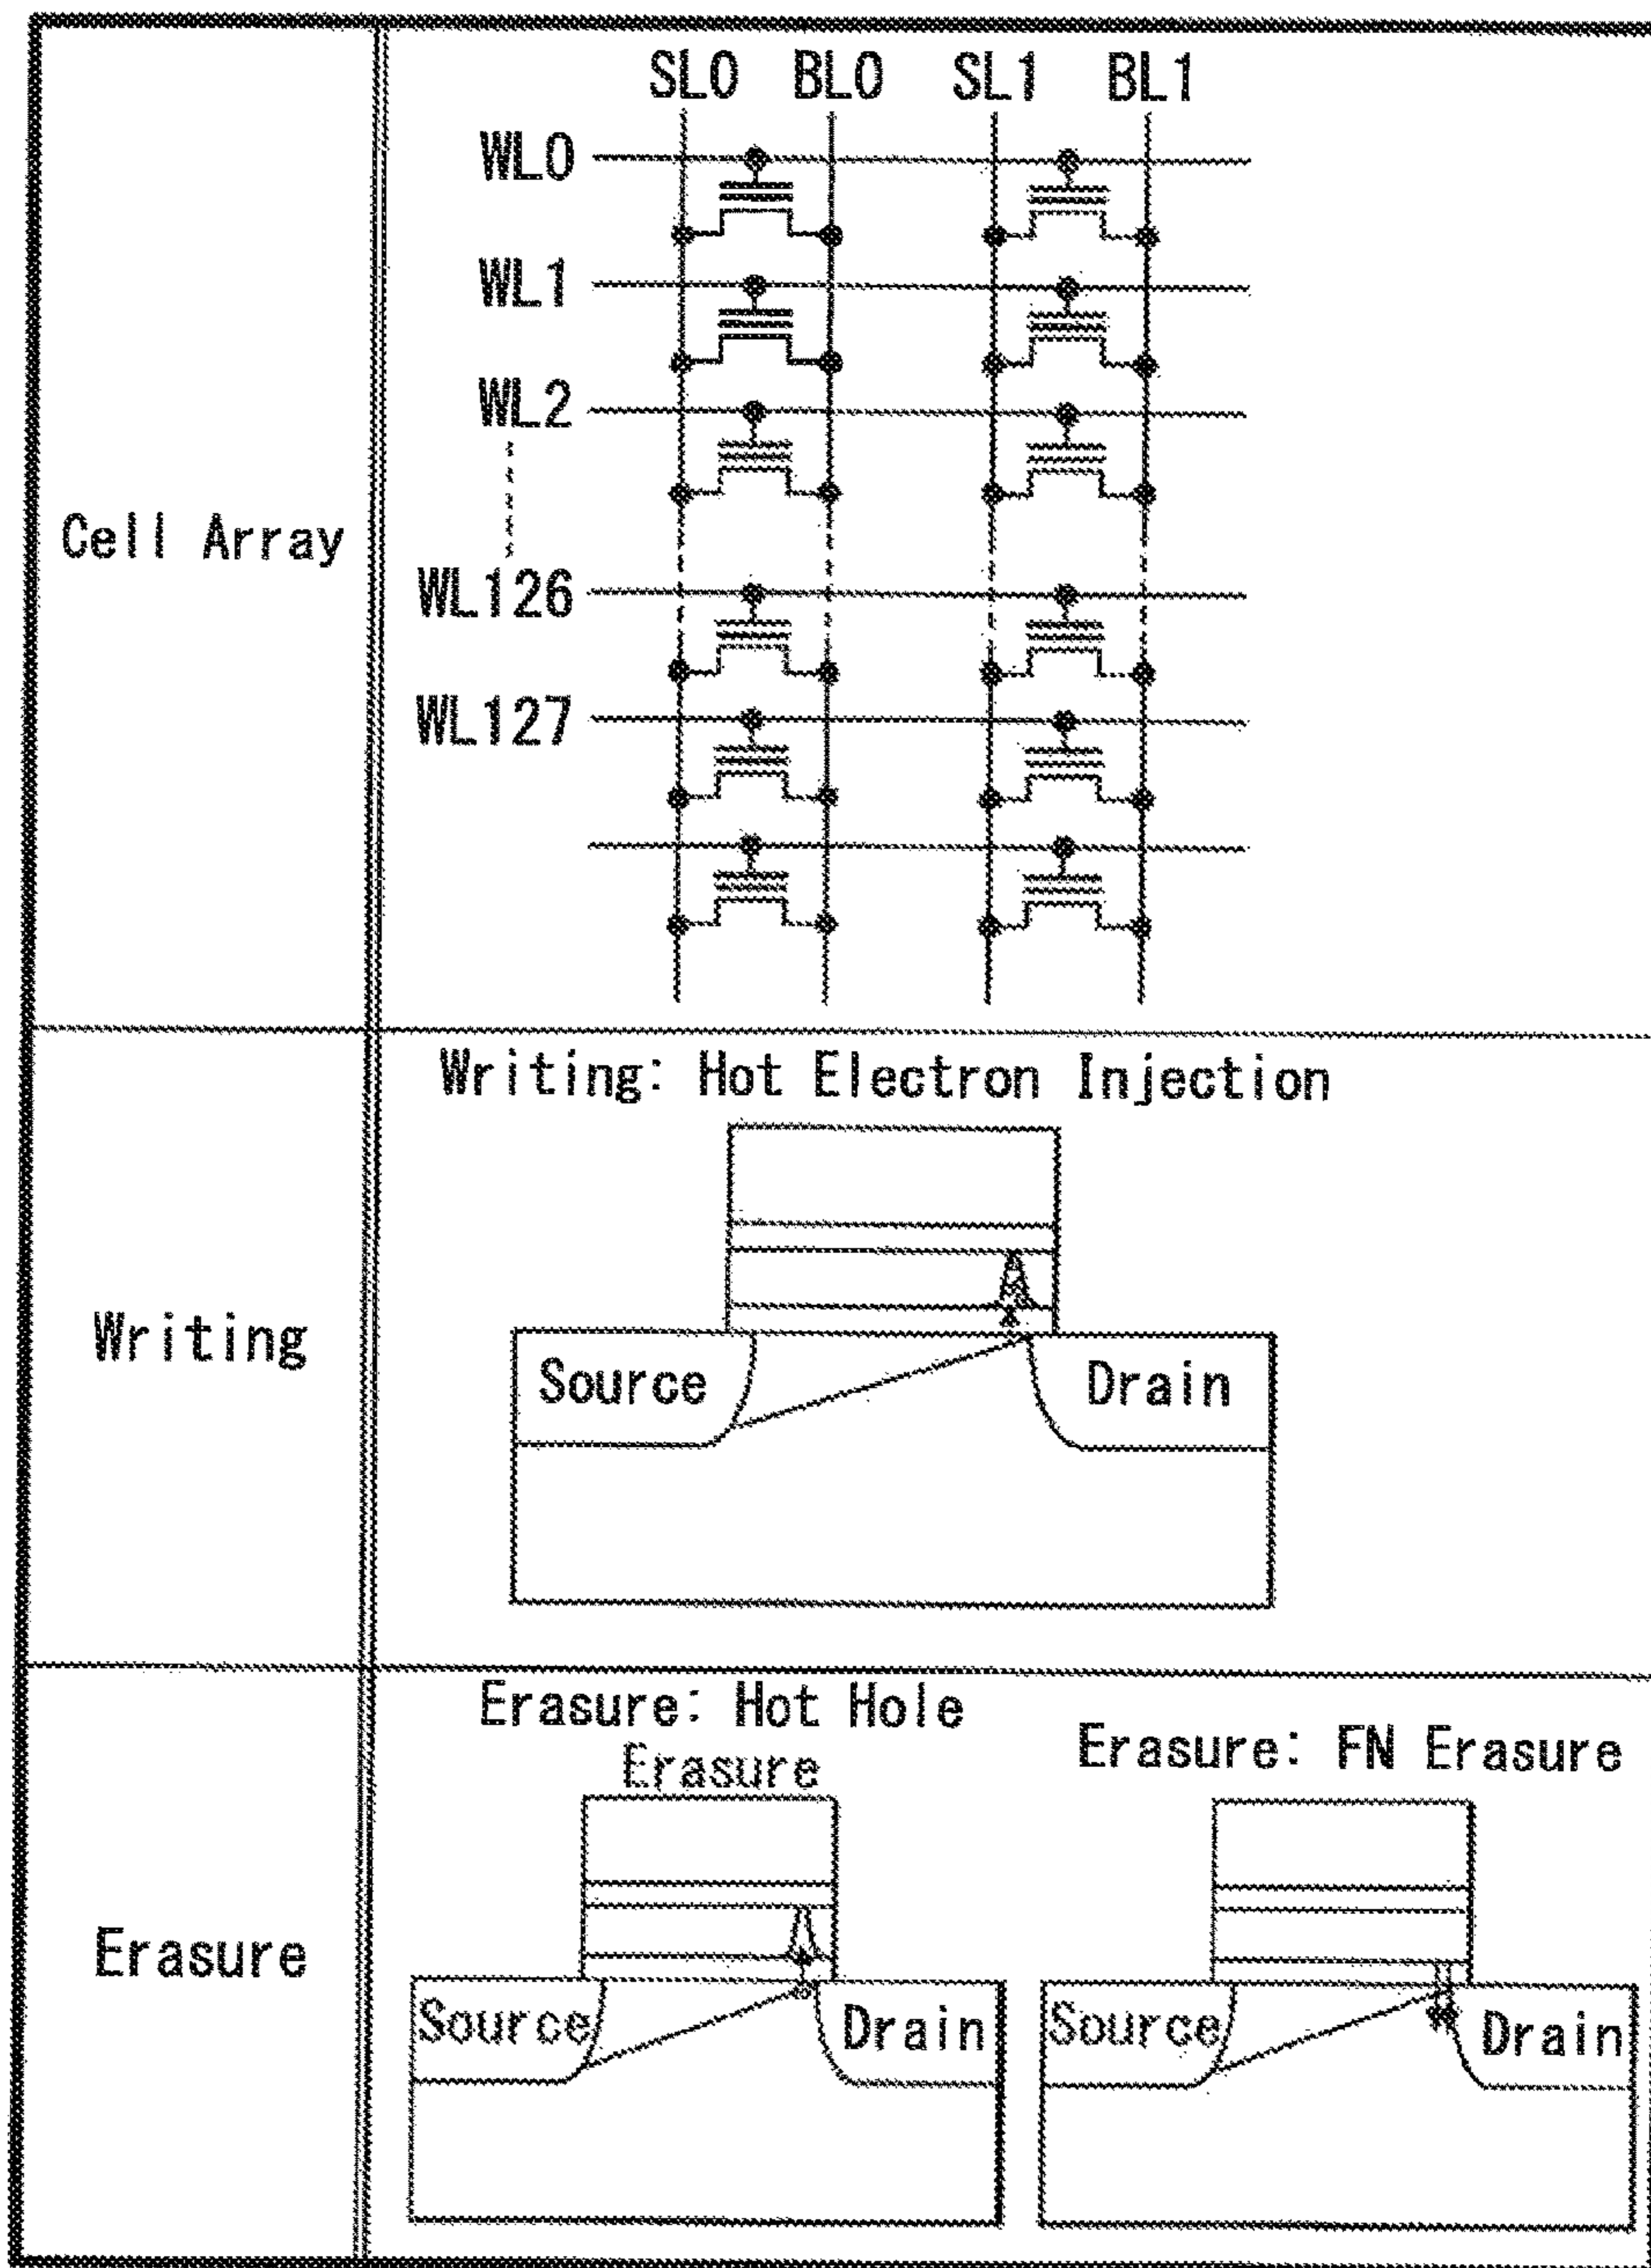 SL0 BL0 SL1 BL1
WL0
WL1
WL2
Cell Array
WL126
WL127
Writing: Hot Electron Injection
Writing
Source Drain
Erasure: Hot Hole
Erasure
Erasure: FN Erasure
Erasure
Source Drain Source Drain